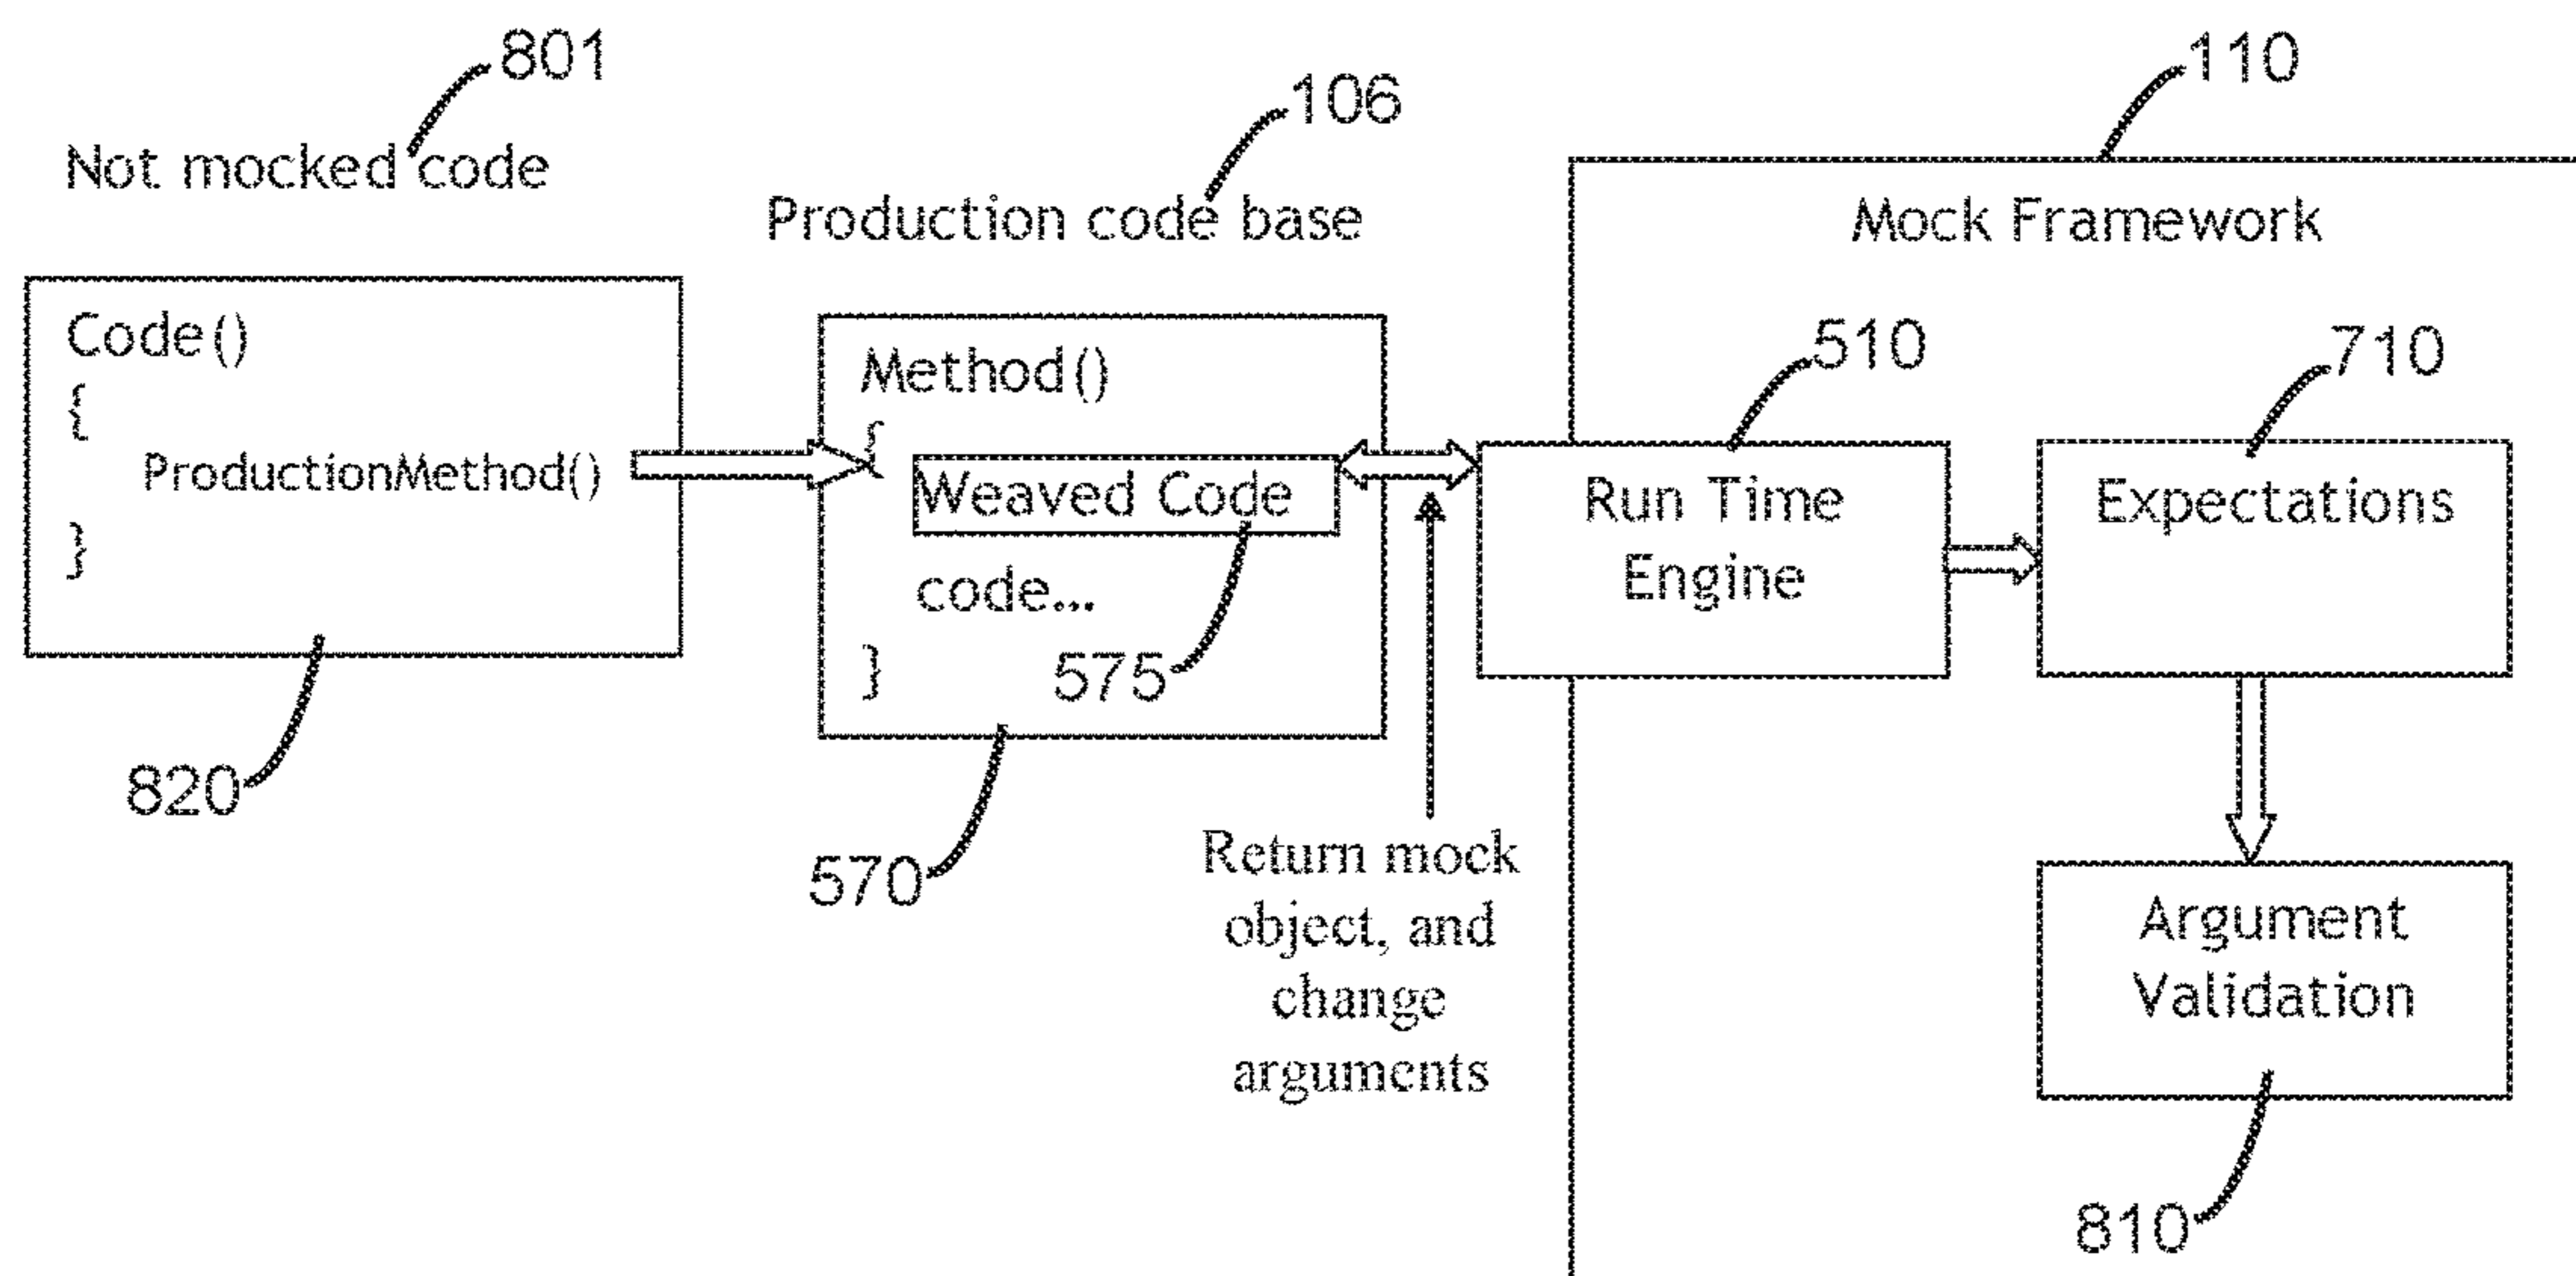 801
Not mocked code
106
Production code base
110
Mock Framework
Code()
{
ProductionMethod()
}
820
Method()
{
Weaved Code
code...
}
575
570
Return mock
object, and
change
arguments
510
Run Time
Engine
710
Expectations
Argument
Validation
810